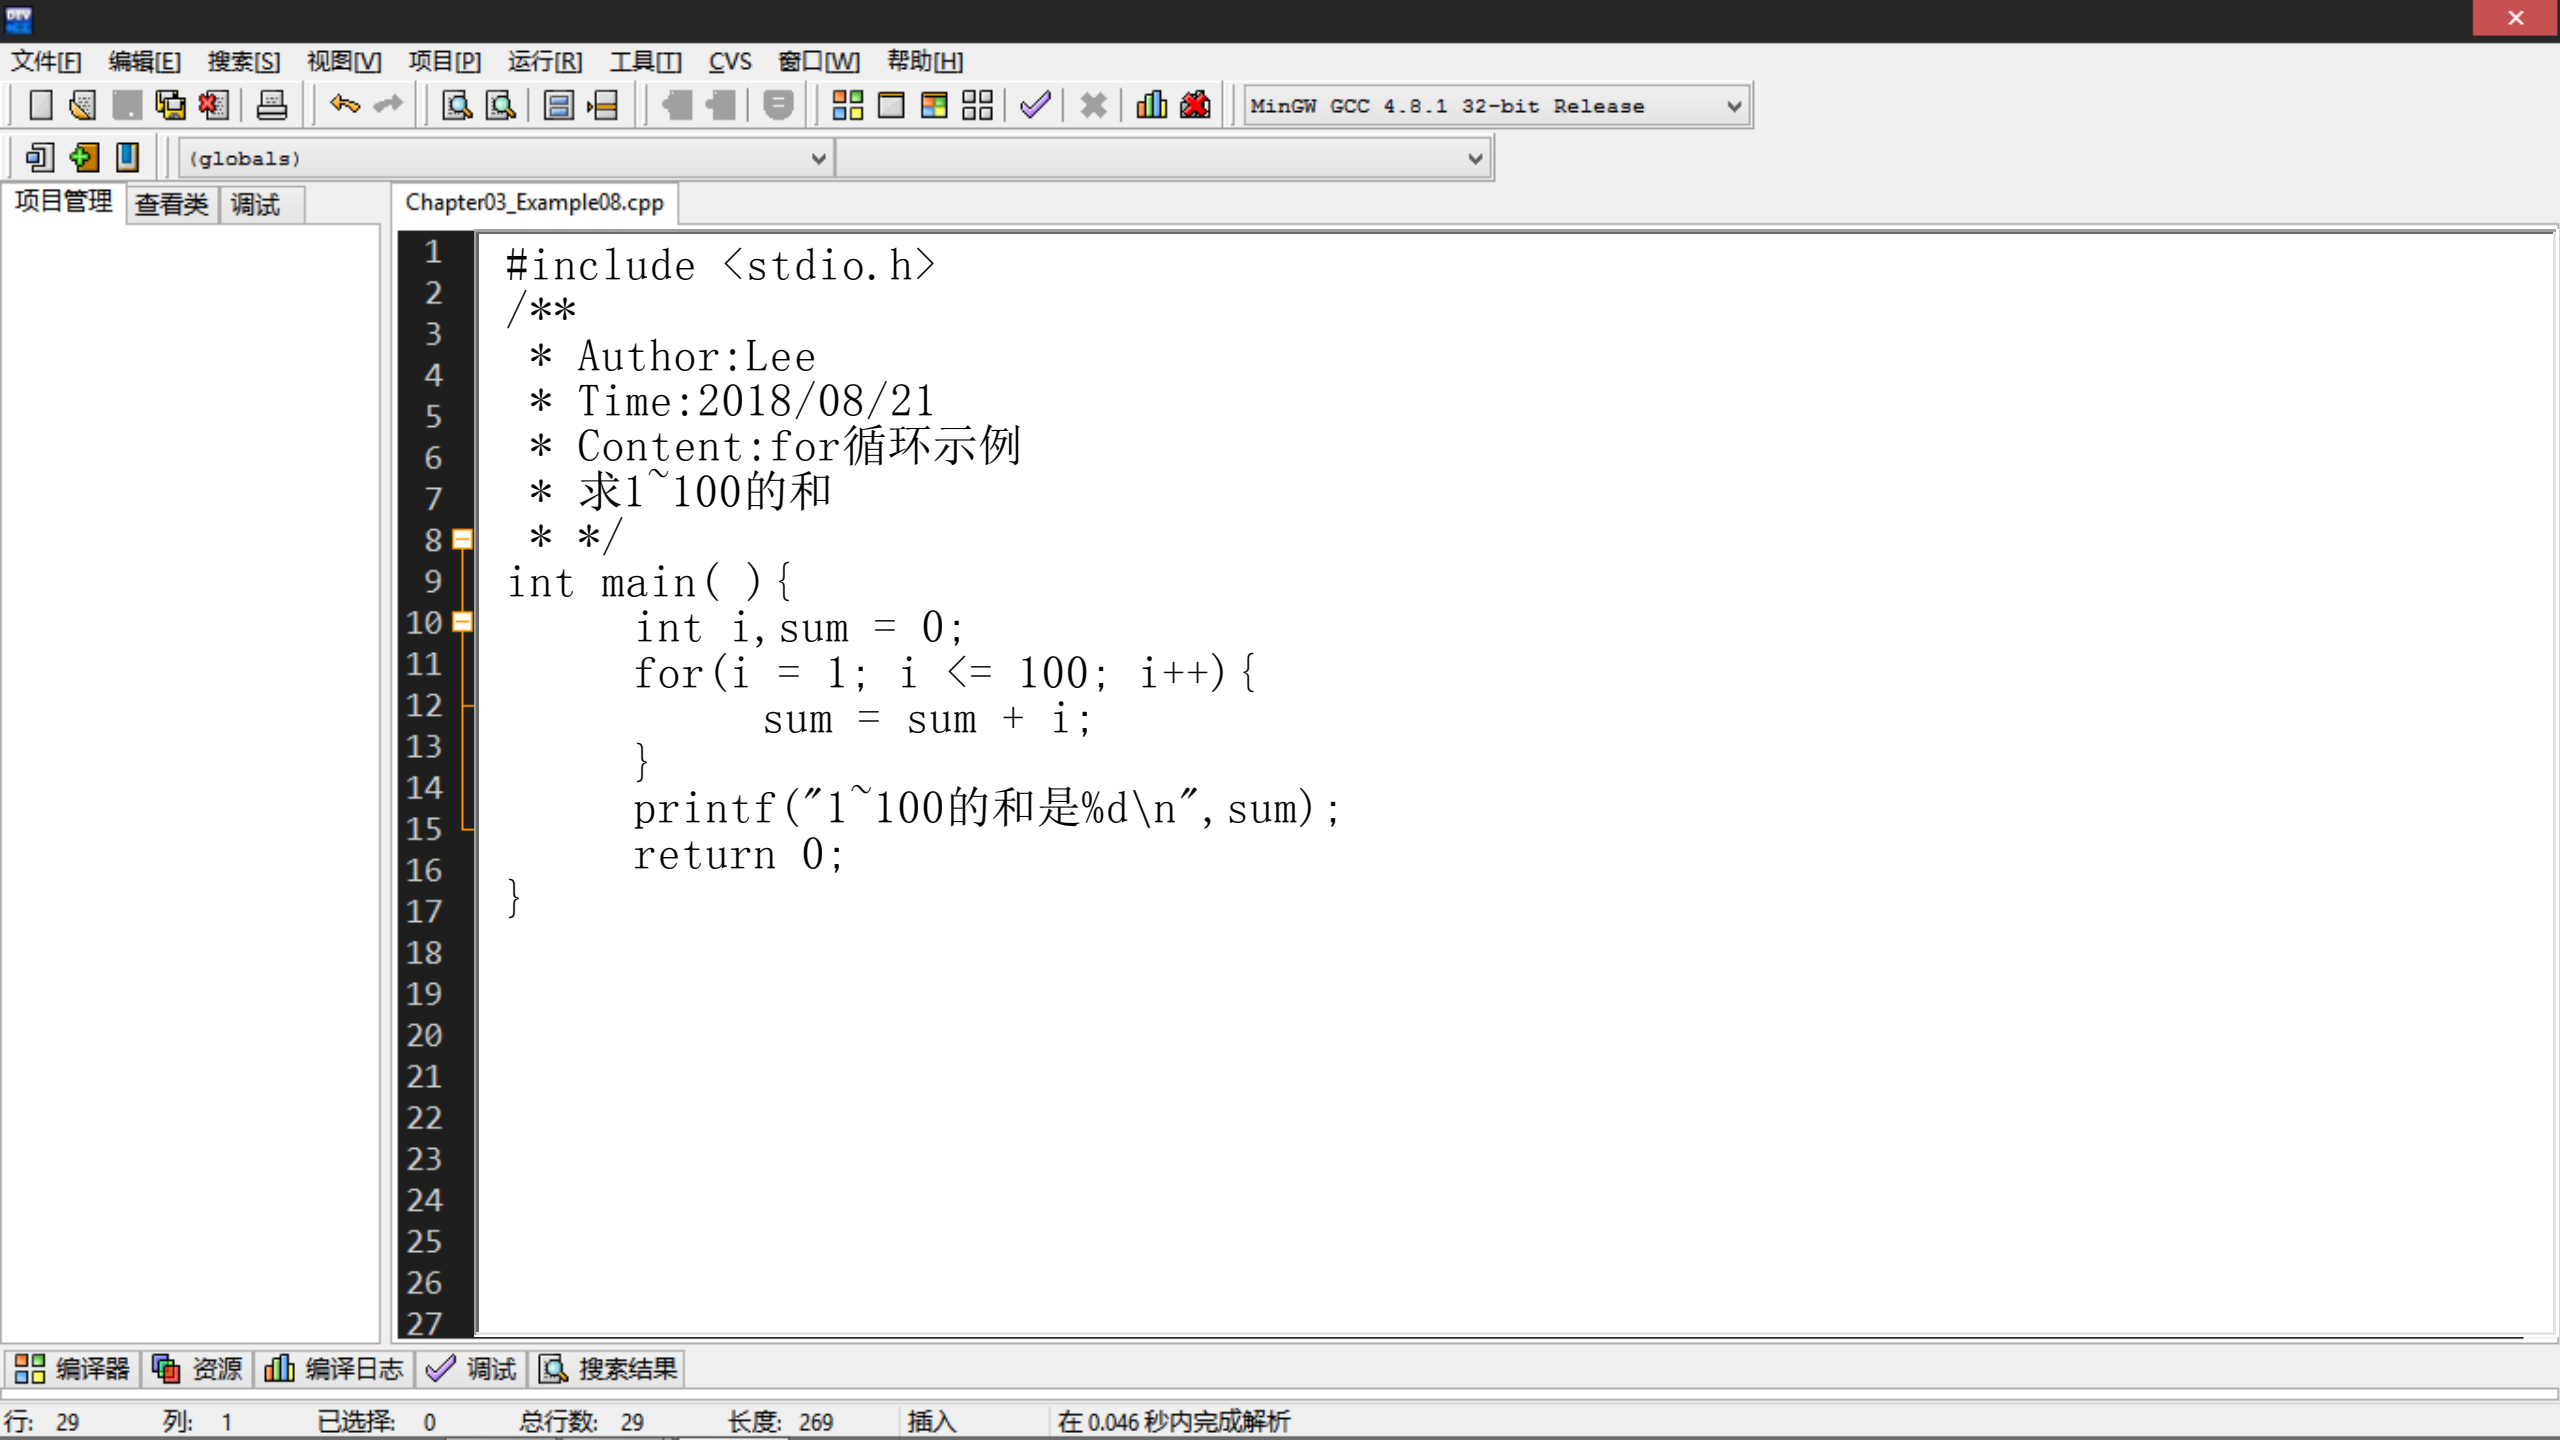 DEV
文件[F] 编辑[E] 搜索[S] 视图[V] 项目[P] 运行[R] 工具[T] CVS 窗口[W] 帮助[H]
MinGW GCC 4.8.1 32-bit Release
(globals)
项目管理 查看类 调试 Chapter03_Example08.cpp
1
2
3
4
5
6
7
8
9
10
11
12
13
14
15
16
17
18
19
20
21
22
23
24
25
26
27
#include <stdio.h>
/**
 * Author:Lee
 * Time:2018/08/21
 * Content:for循环示例
 * 求1~100的和
 * */
int main( ){
int i,sum = 0;
for(i = 1; i <= 100; i++){
sum = sum + i;
}
printf("1~100的和是%d\n",sum);
return 0;
}
编译器 资源 编译日志 调试 搜索结果
行: 29 列: 1 已选择: 0 总行数: 29 长度: 269 插入 在 0.046 秒内完成解析